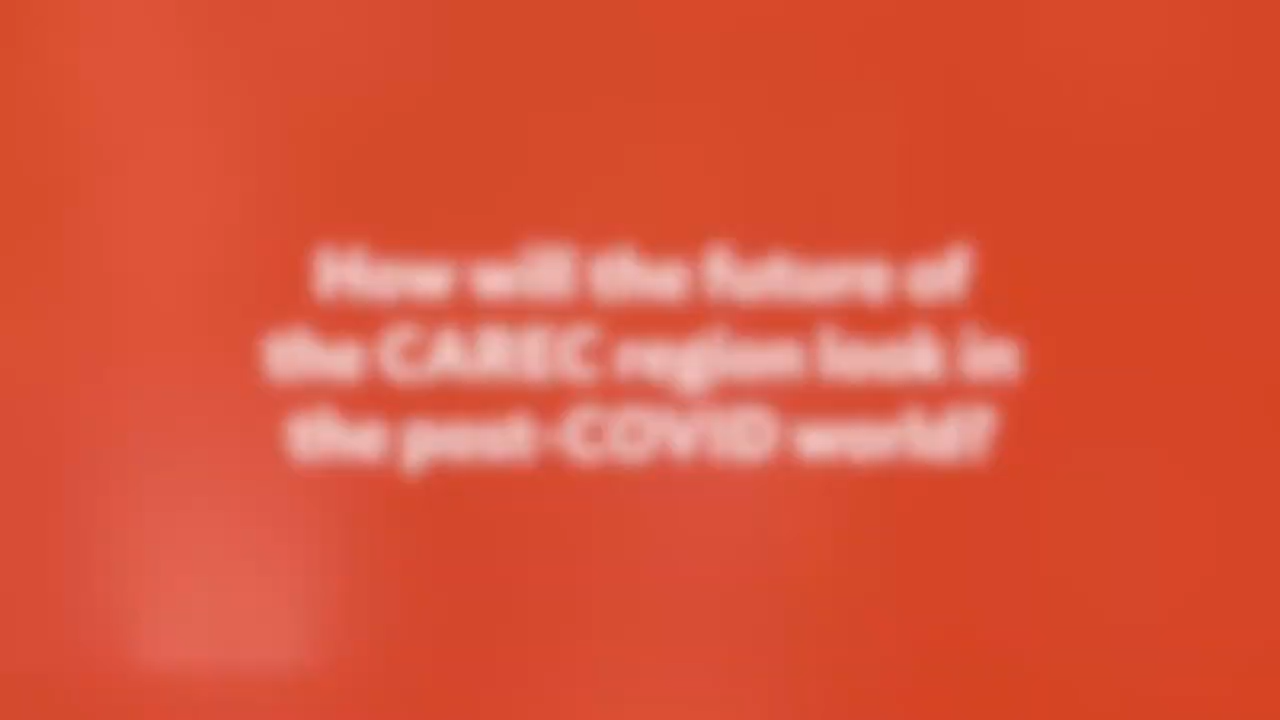 How will the future of
the CAREC region look in
the post-COVID world?